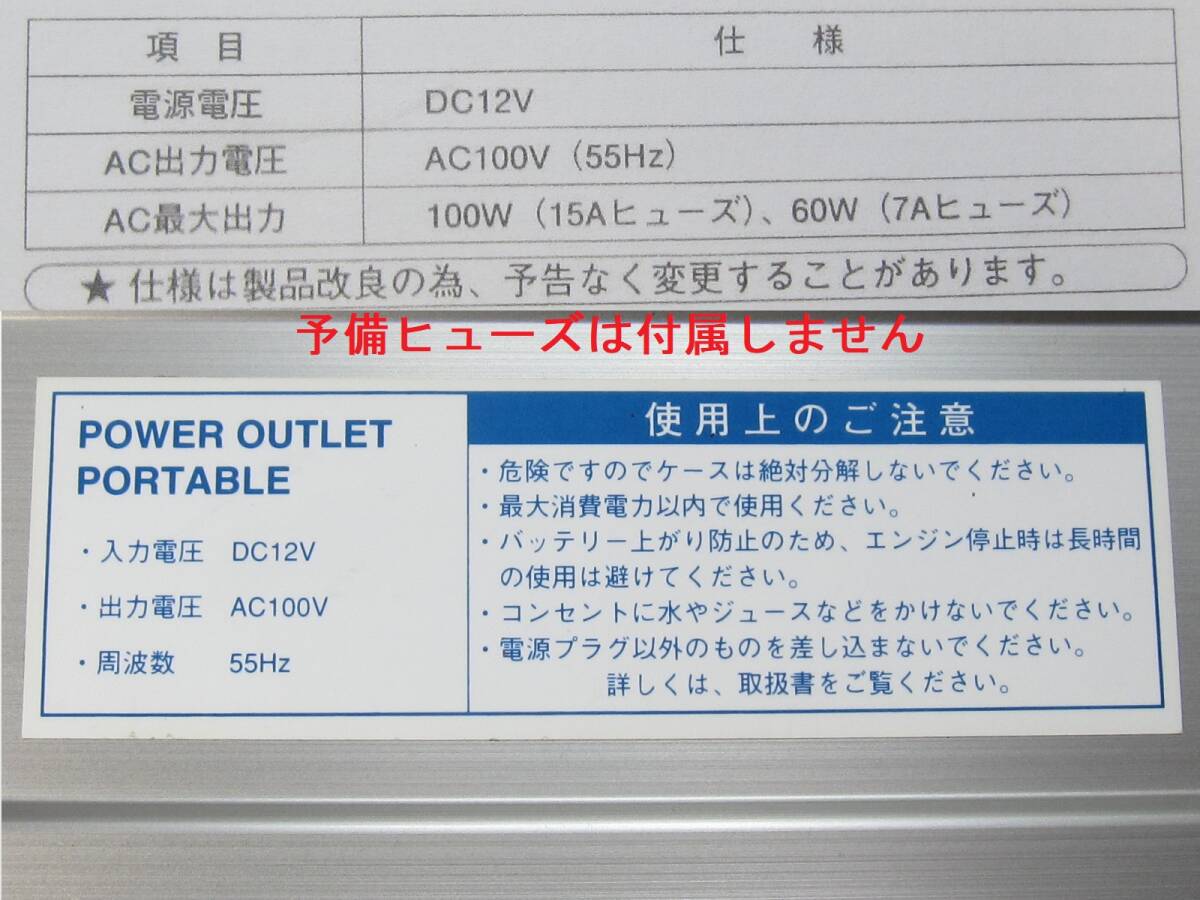 項 目 仕 様
電源電圧 DC12V
AC出力電圧 AC100V（55Hz）
AC最大出力 100W（15Aヒューズ）、60W（7Aヒューズ）
★ 仕様は製品改良の為、予告なく変更することがあります。
予備ヒューズは付属しません
POWER OUTLET
PORTABLE
・入力電圧 DC12V
・出力電圧 AC100V
・周波数 55Hz
使用上のご注意
・危険ですのでケースは絶対分解しないでください。
・最大消費電力以内で使用ください。
・バッテリー上がり防止のため、エンジン停止時は長時間
の使用は避けてください。
・コンセントに水やジュースなどをかけないでください。
・電源プラグ以外のものを差し込まないでください。
詳しくは、取扱書をご覧ください。